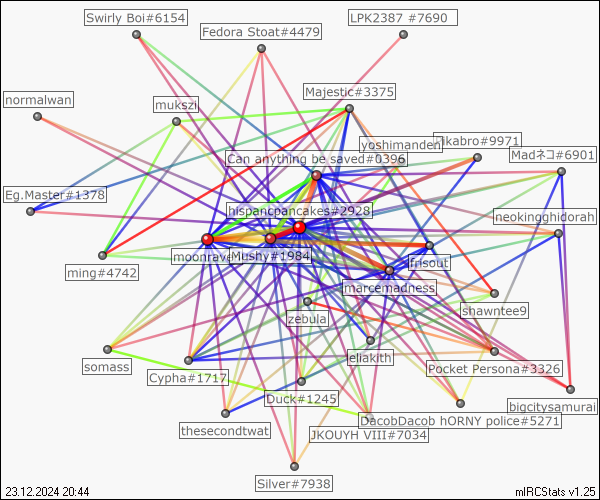 Swirly Boi#6154
LPK2387 #7690
Fedora Stoat#4479
Majestic#3375
normalwan
mukszi
yoshimanden
ikabro#9971
Can anything be saved#0396
Madネコ#6901
Eg.Master#1378
hispanicpancakes#2928
neokingghidorah
moonrave
Mushy#1984
frisout
ming#4742
marcemadness
shawntee9
zebula
somass
eliakith
Cypha#1717
Pocket Persona#3326
Duck#1245
bigcitysamurai
DacobDacob hORNY police#5271
thesecondtwat
JKOUYH VIII#7034
Silver#7938
23.12.2024 20:44
mIRCStats v1.25